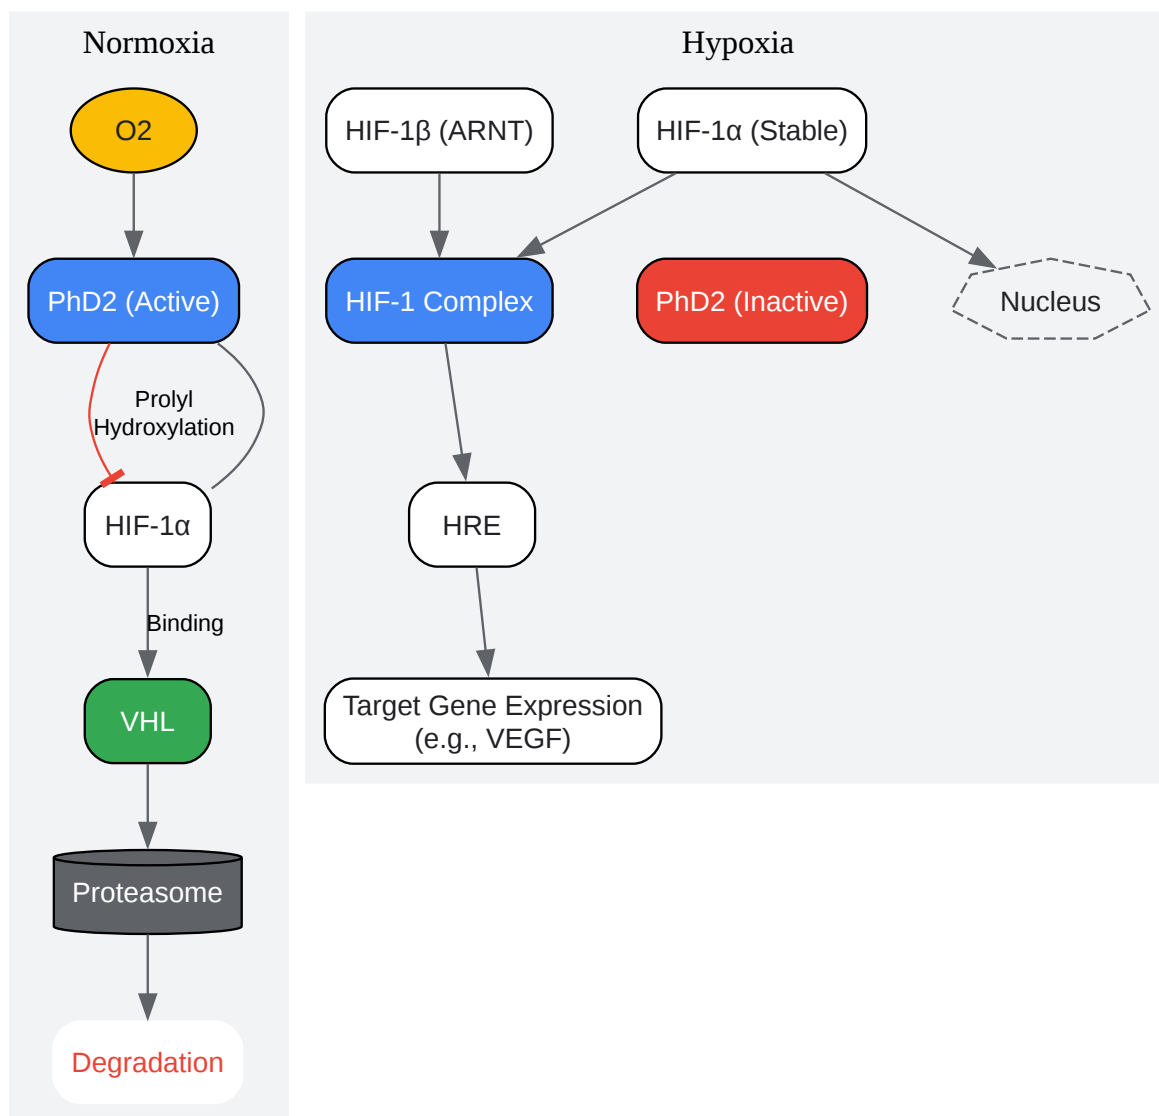 Normoxia
O2
PhD2 (Active)
Prolyl
Hydroxylation
HIF-1α
Binding
VHL
Proteasome
Degradation
Hypoxia
HIF-1β (ARNT)
HIF-1α (Stable)
HIF-1 Complex
PhD2 (Inactive)
Nucleus
HRE
Target Gene Expression
(e.g., VEGF)